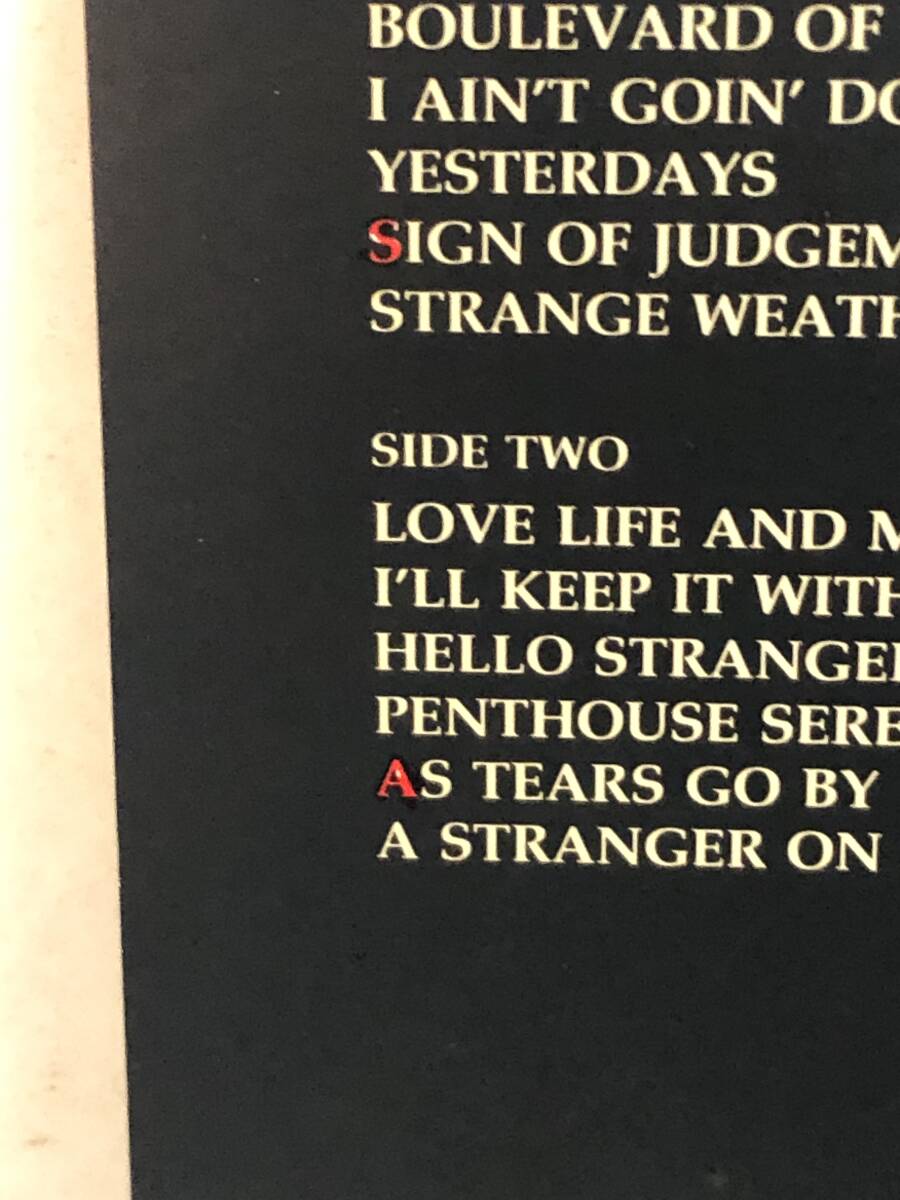 BOULEVARD OF
I AIN'T GOIN' DO
YESTERDAYS
SIGN OF JUDGEM
STRANGE WEATH
SIDE TWO
LOVE LIFE AND M
I'LL KEEP IT WITH
HELLO STRANGER
PENTHOUSE SERE
AS TEARS GO BY
A STRANGER ON